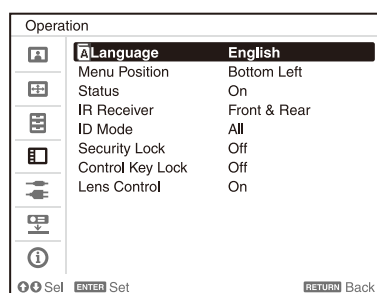 Operation
Language English
Menu Position Bottom Left
Status On
IR Receiver Front & Rear
ID Mode All
Security Lock Off
Control Key Lock Off
Lens Control On
Sel ENTER Set RETURN Back